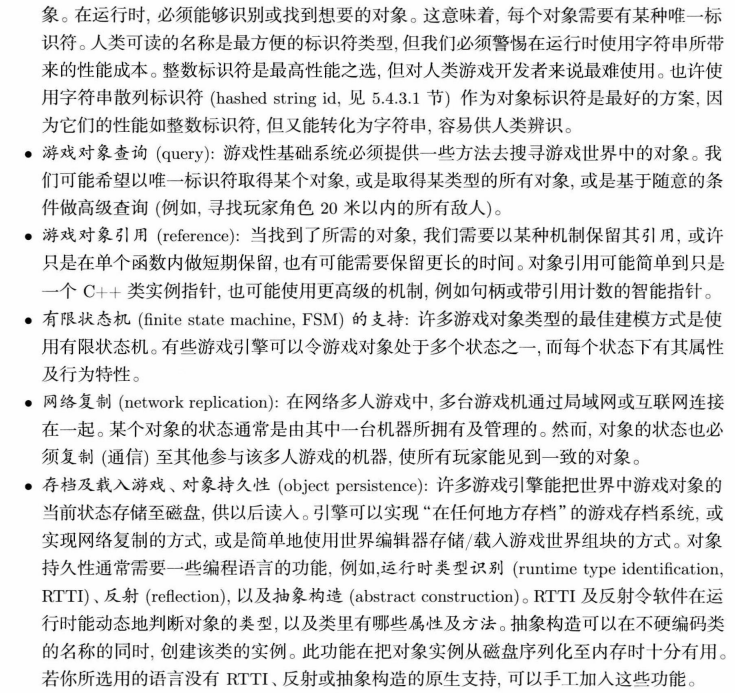 象。在运行时, 必须能够识别或找到想要的对象。这意味着, 每个对象需要有某种唯一标
识符。人类可读的名称是最方便的标识符类型, 但我们必须警惕在运行时使用字符串所带
来的性能成本。整数标识符是最高性能之选, 但对人类游戏开发者来说最难使用。也许使
用字符串散列标识符 (hashed string id, 见 5.4.3.1 节) 作为对象标识符是最好的方案, 因
为它们的性能如整数标识符, 但又能转化为字符串, 容易供人类辨识。
• 游戏对象查询 (query): 游戏性基础系统必须提供一些方法去搜寻游戏世界中的对象。我
们可能希望以唯一标识符取得某个对象, 或是取得某类型的所有对象, 或是基于随意的条
件做高级查询 (例如, 寻找玩家角色 20 米以内的所有敌人)。
• 游戏对象引用 (reference): 当找到了所需的对象, 我们需要以某种机制保留其引用, 或许
只是在单个函数内做短期保留, 也有可能需要保留更长的时间。对象引用可能简单到只是
一个 C++ 类实例指针, 也可能使用更高级的机制, 例如句柄或带引用计数的智能指针。
• 有限状态机 (finite state machine, FSM) 的支持: 许多游戏对象类型的最佳建模方式是使
用有限状态机。有些游戏引擎可以令游戏对象处于多个状态之一, 而每个状态下有其属性
及行为特性。
• 网络复制 (network replication): 在网络多人游戏中, 多台游戏机通过局域网或互联网连接
在一起。某个对象的状态通常是由其中一台机器所拥有及管理的。然而, 对象的状态也必
须复制 (通信) 至其他参与该多人游戏的机器, 使所有玩家能见到一致的对象。
• 存档及载入游戏、对象持久性 (object persistence): 许多游戏引擎能把世界中游戏对象的
当前状态存储至磁盘, 供以后读入。引擎可以实现“在任何地方存档”的游戏存档系统, 或
实现网络复制的方式, 或是简单地使用世界编辑器存储/载入游戏世界组块的方式。对象
持久性通常需要一些编程语言的功能, 例如,运行时类型识别 (runtime type identification,
RTTI)、反射 (reflection), 以及抽象构造 (abstract construction)。RTTI 及反射令软件在运
行时能动态地判断对象的类型, 以及类里有哪些属性及方法。抽象构造可以在不硬编码类
的名称的同时, 创建该类的实例。此功能在把对象实例从磁盘序列化至内存时十分有用。
若你所选用的语言没有 RTTI、反射或抽象构造的原生支持, 可以手工加入这些功能。